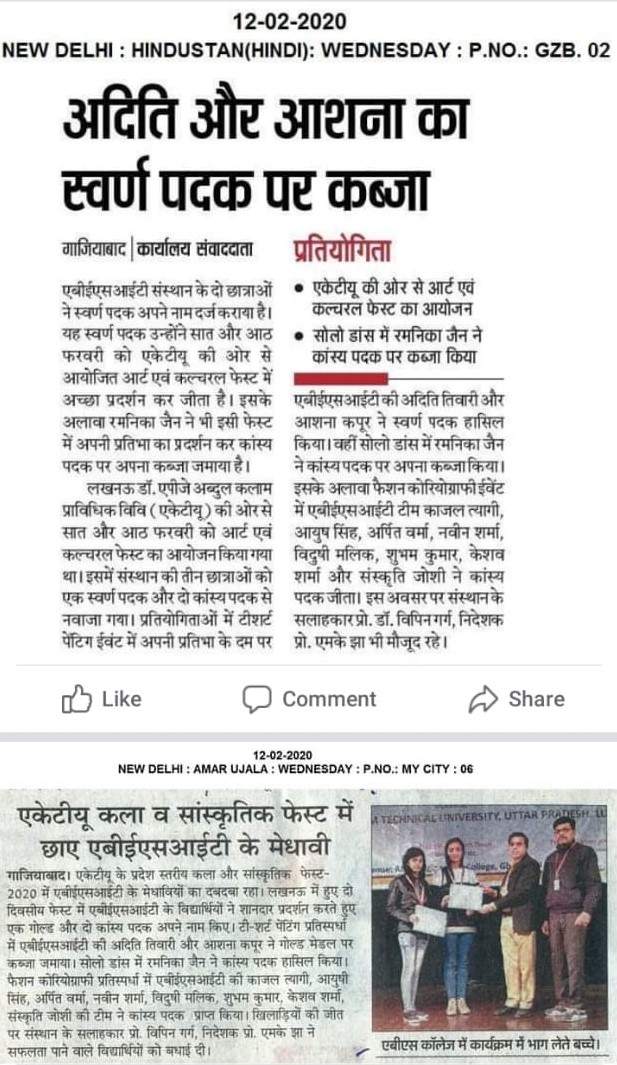 12-02-2020
NEW DELHI : HINDUSTAN(HINDI): WEDNESDAY : P.NO.: GZB. 02
अदिति और आशना का
स्वर्ण पदक पर कब्जा
गाजियाबाद | कार्यालय संवाददाता
एबीईएसआईटी संस्थान के दो छात्राओं
ने स्वर्ण पदक अपने नाम दर्ज कराया है।
यह स्वर्ण पदक उन्होंने सात और आठ
फरवरी को एकेटीयू की ओर से
आयोजित आर्ट एवं कल्चरल फेस्ट में
अच्छा प्रदर्शन कर जीता है। इसके
अलावा रमनिका जैन ने भी इसी फेस्ट
में अपनी प्रतिभा का प्रदर्शन कर कांस्य
पदक पर अपना कब्जा जमाया है।
लखनऊ डॉ. एपीजे अब्दुल कलाम
प्राविधिक विवि (एकेटीयू) की ओर से
सात और आठ फरवरी को आर्ट एवं
कल्चरल फेस्ट का आयोजन किया गया
था। इसमें संस्थान की तीन छात्राओं को
एक स्वर्ण पदक और दो कांस्य पदक से
नवाजा गया। प्रतियोगिताओं में टीशर्ट
पेंटिग ईवंट में अपनी प्रतिभा के दम पर
प्रतियोगिता
• एकेटीयू की ओर से आर्ट एवं
कल्चरल फेस्ट का आयोजन
• सोलो डांस में रमनिका जैन ने
कांस्य पदक पर कब्जा किया
एबीईएसआईटी की अदिति तिवारी और
आशना कपूर ने स्वर्ण पदक हासिल
किया। वहीं सोलो डांस में रमनिका जैन
ने कांस्य पदक पर अपना कब्जा किया।
इसके अलावा फैशन कोरियोग्राफी ईवेंट
में एबीईएसआईटी टीम काजल त्यागी,
आयुष सिंह, अर्पित वर्मा, नवीन शर्मा,
विदुषी मलिक, शुभम कुमार, केशव
शर्मा और संस्कृति जोशी ने कांस्य
पदक जीता। इस अवसर पर संस्थान के
सलाहकार प्रो. डॉ. विपिन गर्ग, निदेशक
प्रो. एमके झा भी मौजूद रहे।
Like
Comment
Share
12-02-2020
NEW DELHI : AMAR UJALA : WEDNESDAY : P.NO.: MY CITY : 06
एकेटीयू कला व सांस्कृतिक फेस्ट में
छाए एबीईएसआईटी के मेधावी
गाजियाबाद। एकेटीयू के प्रदेश स्तरीय कला और सांस्कृतिक फेस्ट-
2020 में एबीईएसआईटी के मेधावियों का दबदबा रहा। लखनऊ में हुए दो
दिवसीय फेस्ट में एबीईएसआईटी के विद्यार्थियों ने शानदार प्रदर्शन करते हुए
एक गोल्ड और दो कांस्य पदक अपने नाम किए। टी-शर्ट पेंटिंग प्रतिस्पर्धा
में एबीईएसआईटी की अदिति तिवारी और आशना कपूर ने गोल्ड मेडल पर
कब्जा जमाया। सोलो डांस में रमनिका जैन ने कांस्य पदक हासिल किया।
फैशन कोरियोग्राफी प्रतिस्पर्धा में एबीईएसआईटी की काजल त्यागी, आयुषी
सिंह, अर्पित वर्मा, नवीन शर्मा, विदुषी मलिक, शुभम कुमार, केशव शर्मा,
संस्कृति जोशी की टीम ने कांस्य पदक प्राप्त किया। खिलाड़ियों की जीत
पर संस्थान के सलाहकार प्रो. विपिन गर्ग, निदेशक प्रो. एमके झा ने
सफलता पाने वाले विद्यार्थियों को बधाई दी।
TECHNICAL UNIVERSITY, UTTAR PRADESH
College
एबीएस कॉलेज में कार्यक्रम में भाग लेते बच्चे।